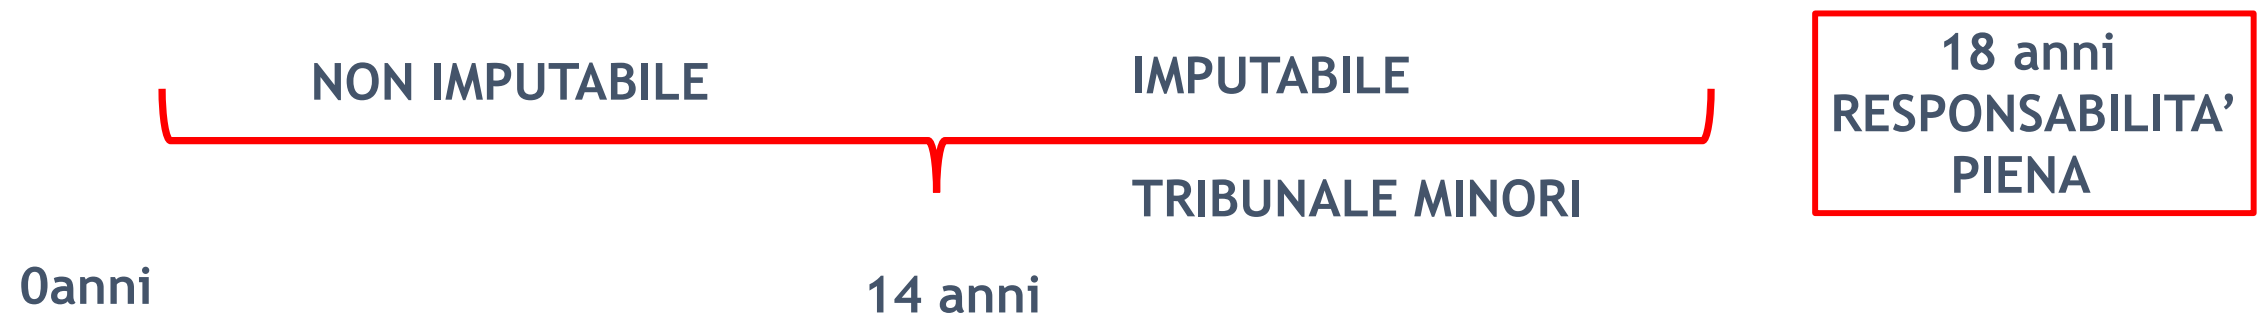 NON IMPUTABILE
IMPUTABILE
TRIBUNALE MINORI
18 anni
RESPONSABILITA’
PIENA
0anni
14 anni